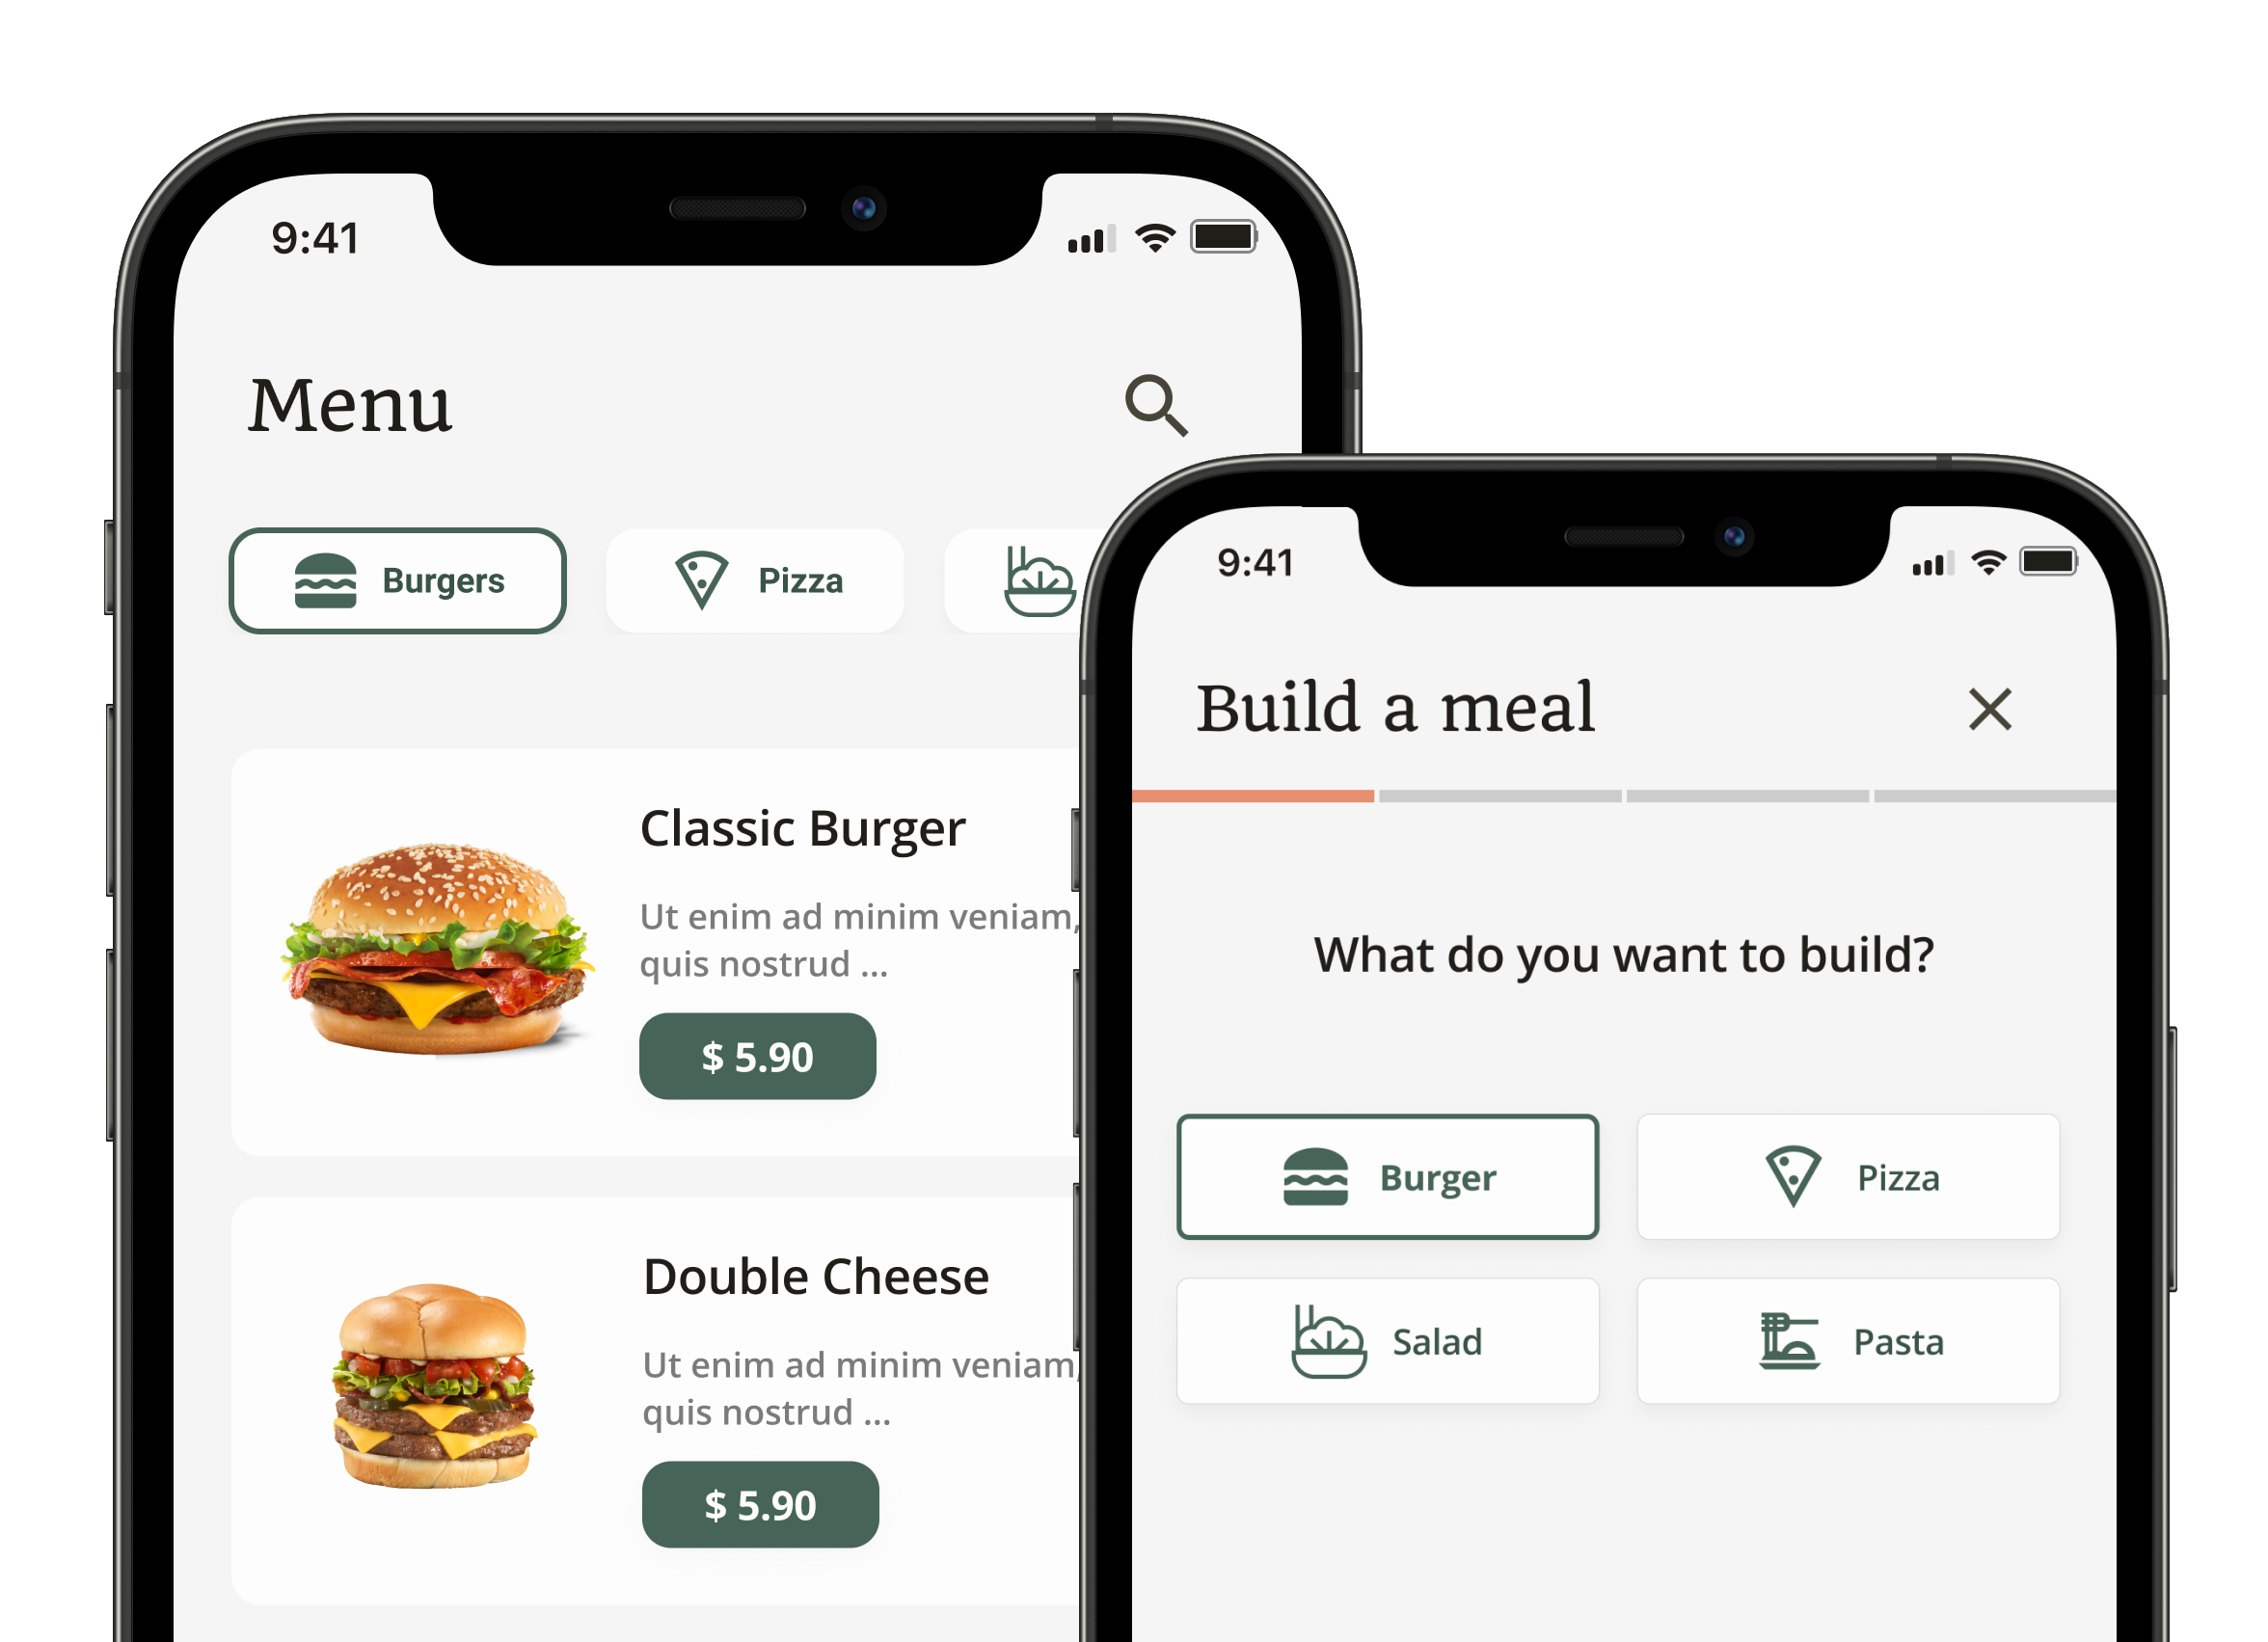 9:41
Menu
Burgers
Pizza
Classic Burger
Ut enim ad minim veniam,
quis nostrud ...
$ 5.90
Double Cheese
Ut enim ad minim veniam,
quis nostrud ...
$ 5.90
9:41
Build a meal
What do you want to build?
Burger
Pizza
Salad
Pasta